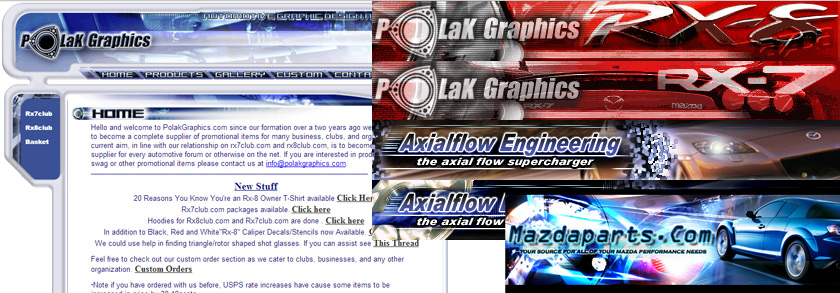 AUTOMOTIVE GRAPHIC DESIGN
PoLaK Graphics
HOME PRODUCTS GALLERY CUSTOM CONTA
Rx7club
Rx8club
Basket
HOME
Hello and welcome to PolakGraphics.com since our formation over a two years ago we
to become a complete supplier of promotional items for many business, clubs, and org
current aim, in line with our relationship on rx7club.com and rx8club.com, is to become
supplier for every automotive forum or otherwise on the net. If you are interested in produc
swag or other promotional items please contact us at info@polakgraphics.com
New Stuff
20 Reasons You Know You're an Rx-8 Owner T-Shirt available Click Her
Rx7club.com packages available. Click here
Hoodies for Rx8club.com and Rx7club.com are done . Click here
In addition to Black, Red and White"Rx-8" Caliper Decals/Stencils now Available. C
We could use help in finding triangle/rotor shaped shot glasses. If you can assist see This Thread
Feel free to check out our custom order section as we cater to clubs, businesses, and any other
organization. Custom Orders
*Note if you have ordered with us before, USPS rate increases have cause some items to be
PoLaK Graphics
RX-8
PoLaK Graphics
RX-7
RX-7
mazda
Axialflow Engineering
the axial flow supercharger
Axialflow
the axial flow
Mazdaparts.Com
YOUR SOURCE FOR ALL OF YOUR MAZDA PERFORMANCE NEEDS